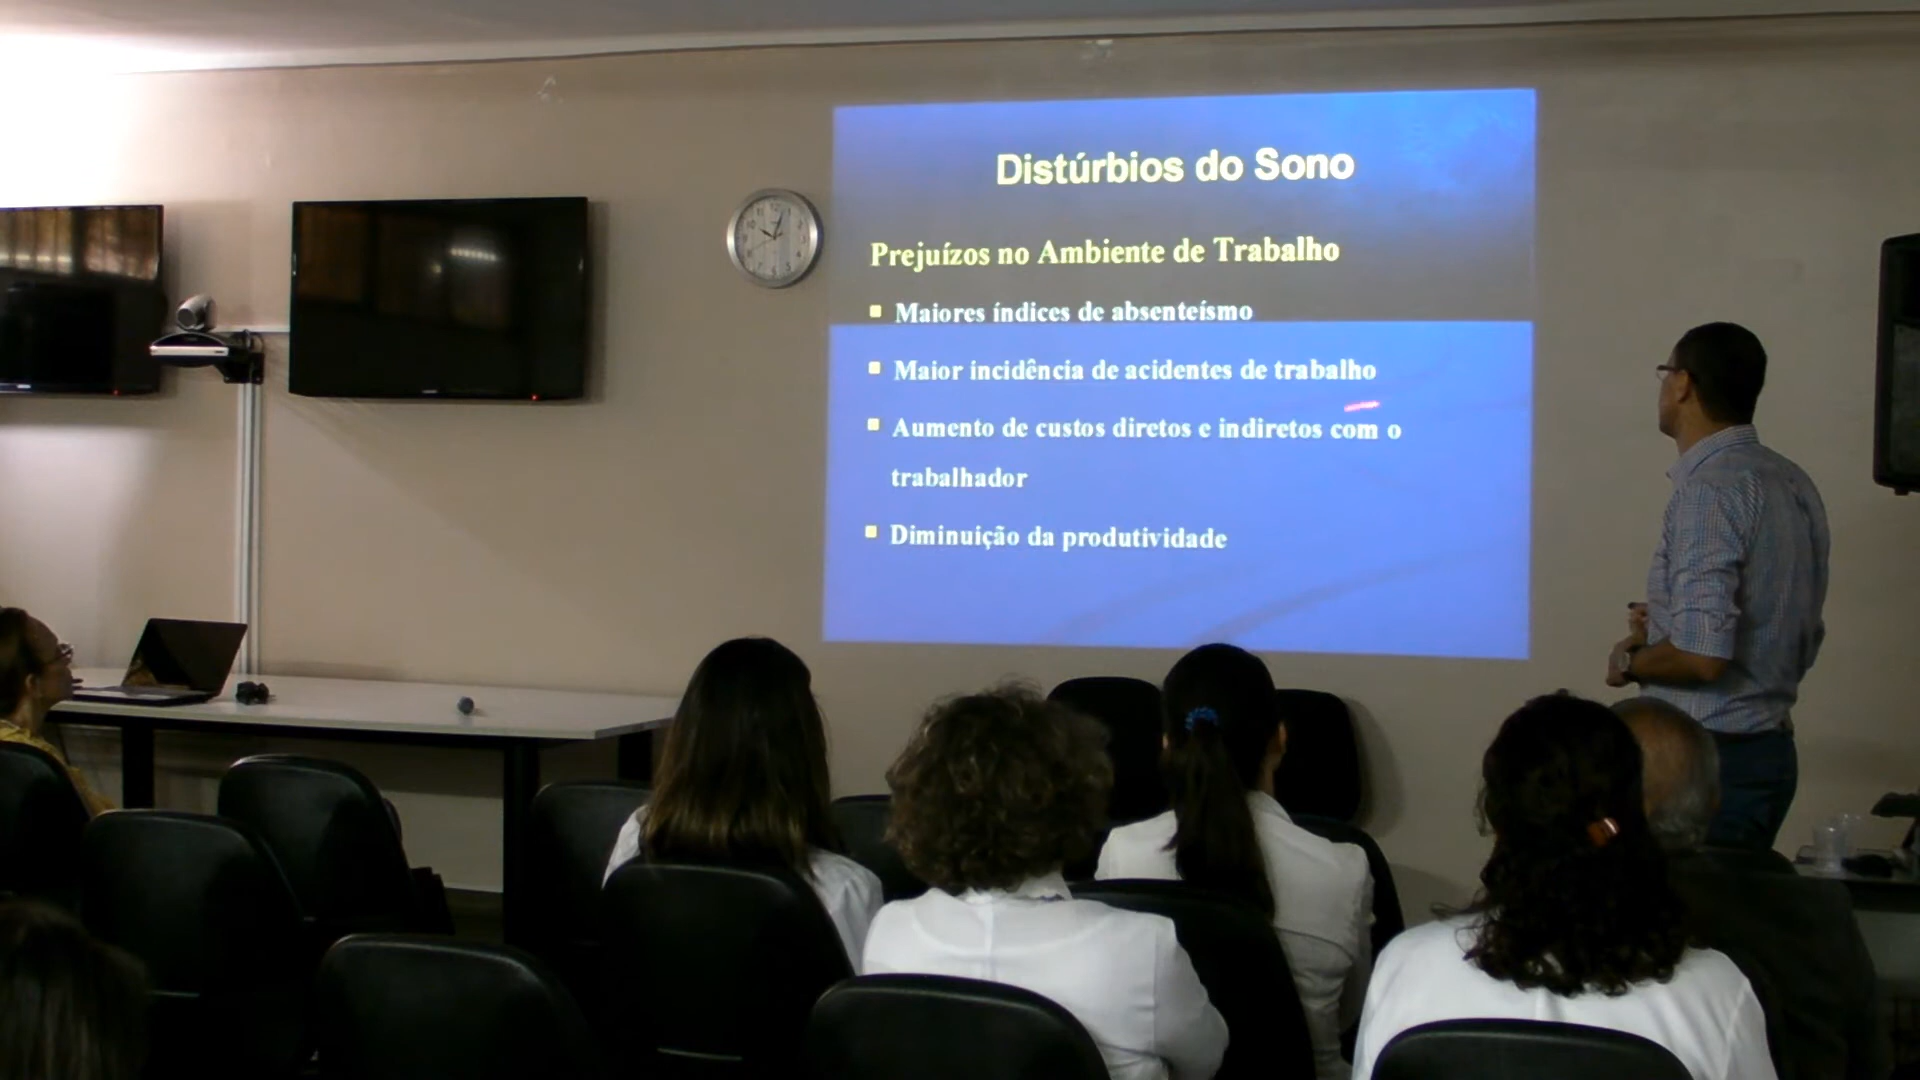 Distúrbios do Sono
Prejuízos no Ambiente de Trabalho
Maiores índices de absenteísmo
Maior incidência de acidentes de trabalho
Aumento de custos diretos e indiretos com o
trabalhador
Diminuição da produtividade